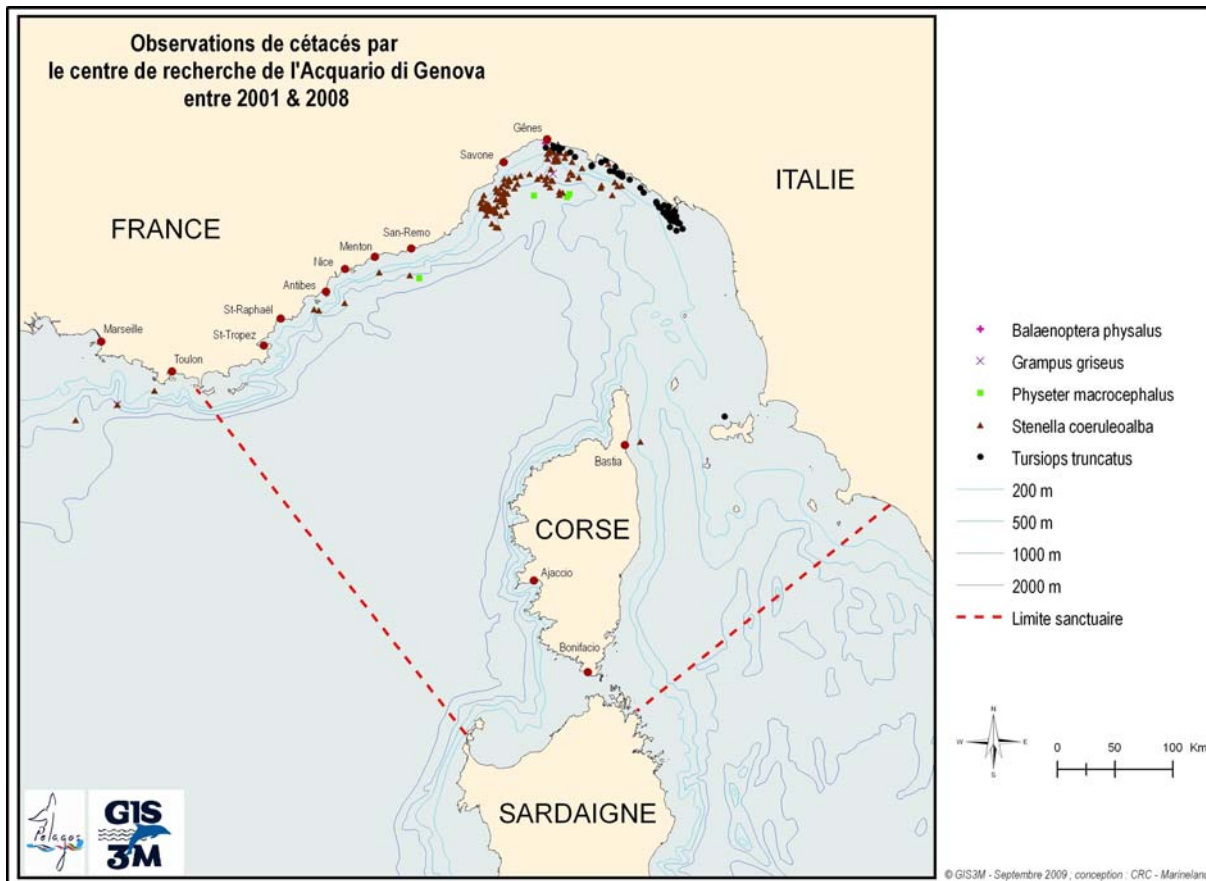 Observations de cétacés par
le centre de recherche de l'Acquario di Genova
entre 2001 & 2008
Gênes
Savone
ITALIE
FRANCE
San-Remo
Menton
Nice
Antibes
St-Raphaël
St-Tropez
Marseille
Toulon
Bastia
CORSE
Ajaccio
Bonifacio
SARDAIGNE
Balaenoptera physalus
Grampus griseus
Physeter macrocephalus
Stenella coeruleoalba
Tursiops truncatus
200 m
500 m
1000 m
2000 m
Limite sanctuaire
N
W E
S
0 50 100 Km
Pelagos
GIS
3M
© GIS3M - Septembre 2009 ; conception : CRC - Marineland